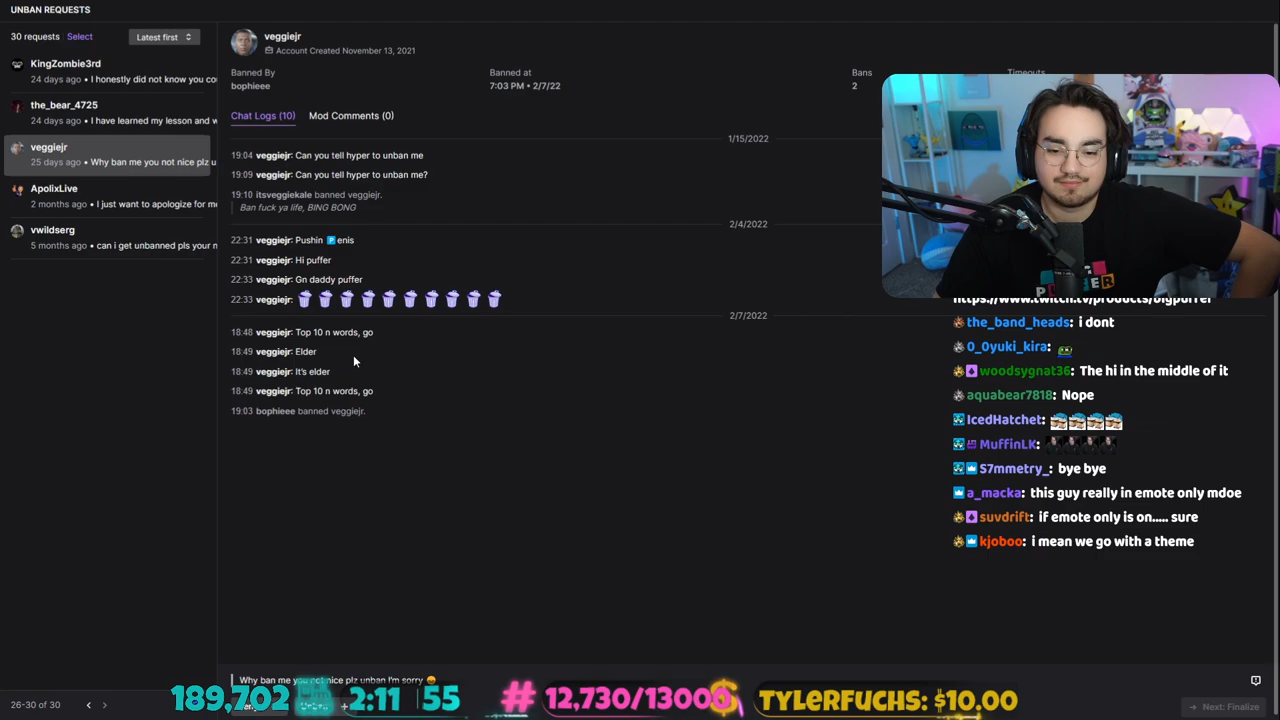 UNBAN REQUESTS
30 requests Select Latest first
KingZombie3rd
24 days ago • I honestly did not know you cou
the_bear_4725
24 days ago • I have learned my lesson and w
veggiejr
25 days ago • Why ban me you not nice plz u
ApolixLive
2 months ago • I just want to apologize for m
vwildserg
5 months ago • can i get unbanned pls your n
26-30 of 30
veggiejr
Account Created November 13, 2021
Banned By
bophieee
Banned at
7:03 PM • 2/7/22
Bans
2
Timeouts
Chat Logs (10) Mod Comments (0)
1/15/2022
19:04 veggiejr: Can you tell hyper to unban me
19:09 veggiejr: Can you tell hyper to unban me?
19:10 itsveggiekale banned veggiejr.
Ban fuck ya life, BING BONG
2/4/2022
22:31 veggiejr: Pushin 🅿enis
22:31 veggiejr: Hi puffer
22:33 veggiejr: Gn daddy puffer
22:33 veggiejr:
2/7/2022
18:48 veggiejr: Top 10 n words, go
18:49 veggiejr: Elder
18:49 veggiejr: It's elder
18:49 veggiejr: Top 10 n words, go
19:03 bophieee banned veggiejr.
Why ban me you not nice plz unban I'm sorry
Next: Finalize
the_band_heads: i dont
0_0yuki_kira:
woodsygnat36: The hi in the middle of it
aquabear7818: Nope
IcedHatchet:
MuffinLK:
S7mmetry_: bye bye
a_macka: this guy really in emote only mdoe
suvdrift: if emote only is on..... sure
kjoboo: i mean we go with a theme
189,702 2:11 55 # 12,730/13000 TYLERFUCHS: $10.00